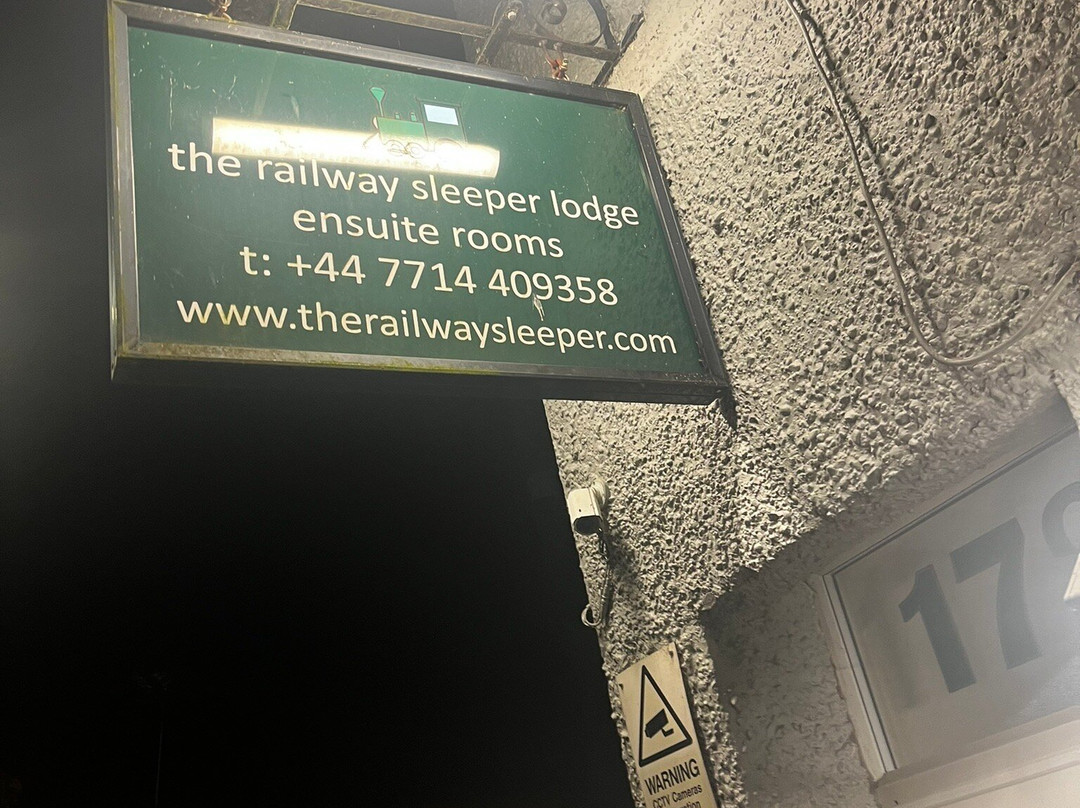 the railway sleeper lodge
ensuite rooms
t: +44 7714 409358
www.therailwaysleeper.com
17
WARNING
CCTV Cameras